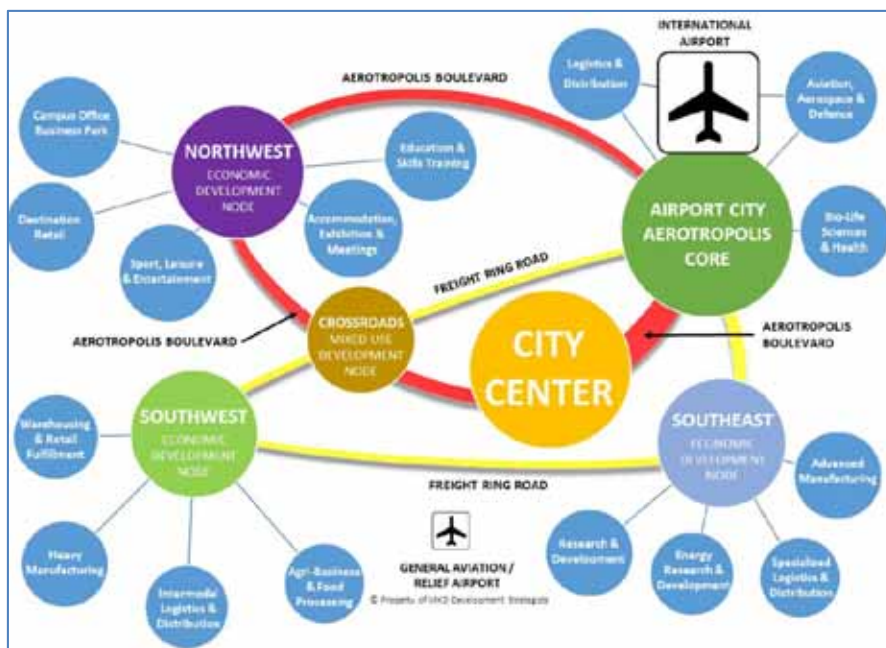 INTERNATIONAL
AIRPORT
AEROTROPOLIS BOULEVARD
Logistics &
Distribution
Aviation,
Aerospace &
Defence
Campus Office
Business Park
NORTHWEST
ECONOMIC
DEVELOPMENT
NODE
Education &
Skills Training
AIRPORT CITY
AEROTROPOLIS
CORE
Destination
Retail
Accommodation,
Exhibition &
Meetings
Bio-Life
Sciences
& Health
Sport, Leisure
& Entertainment
FREIGHT RING ROAD
AEROTROPOLIS BOULEVARD
CROSSROADS
MIXED USE
DEVELOPMENT
NODE
CITY
CENTER
AEROTROPOLIS
BOULEVARD
SOUTHWEST
ECONOMIC
DEVELOPMENT
NODE
Warehousing
& Retail
Fulfillment
SOUTHEAST
ECONOMIC
DEVELOPMENT
NODE
Advanced
Manufacturing
FREIGHT RING ROAD
Heavy
Manufacturing
Intermodal
Logistics &
Distribution
Agri-Business
& Food
Processing
GENERAL AVIATION /
RELIEF AIRPORT
© Property of Development Strategists
Research &
Development
Energy
Research &
Development
Specialized
Logistics &
Distribution